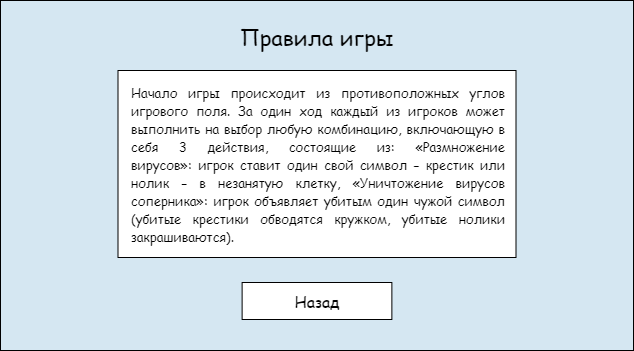 Правила игры
Начало игры происходит из противоположных углов
игрового поля. За один ход каждый из игроков может
выполнить на выбор любую комбинацию, включающую в
себя 3 действия, состоящие из: «Размножение
вирусов»: игрок ставит один свой символ – крестик или
нолик – в незанятую клетку, «Уничтожение вирусов
соперника»: игрок объявляет убитым один чужой символ
(убитые крестики обводятся кружком, убитые нолики
закрашиваются).
Назад